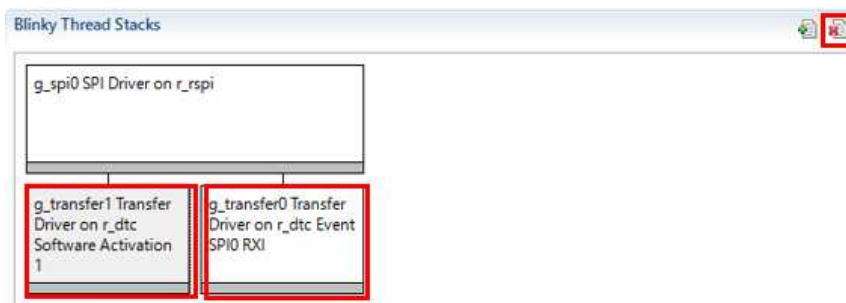 Blinky Thread Stacks
g_spi0 SPI Driver on r_rspi
g_transfer1 Transfer
Driver on r_dtc
Software Activation
1
g_transfer0 Transfer
Driver on r_dtc Event
SPI0 RXI